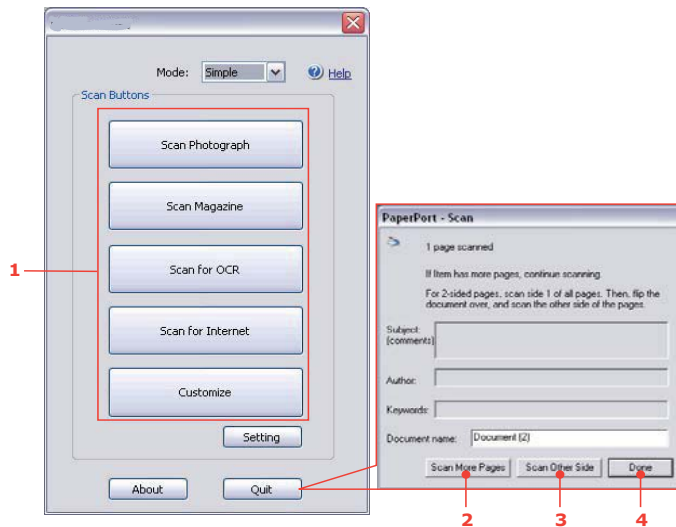 Mode: Simple Help
Scan Buttons
Scan Photograph
Scan Magazine
1
Scan for OCR
Scan for Internet
Customize
Setting
About
Quit
PaperPort - Scan
1 page scanned
If Item has more pages, continue scanning.
For 2-sided pages, scan side 1 of all pages. Then, flip the
document over, and scan the other side of the pages.
Subject:
(comments)
Author:
Keywords:
Document name: Document (2)
Scan More Pages Scan Other Side Done
2 3 4